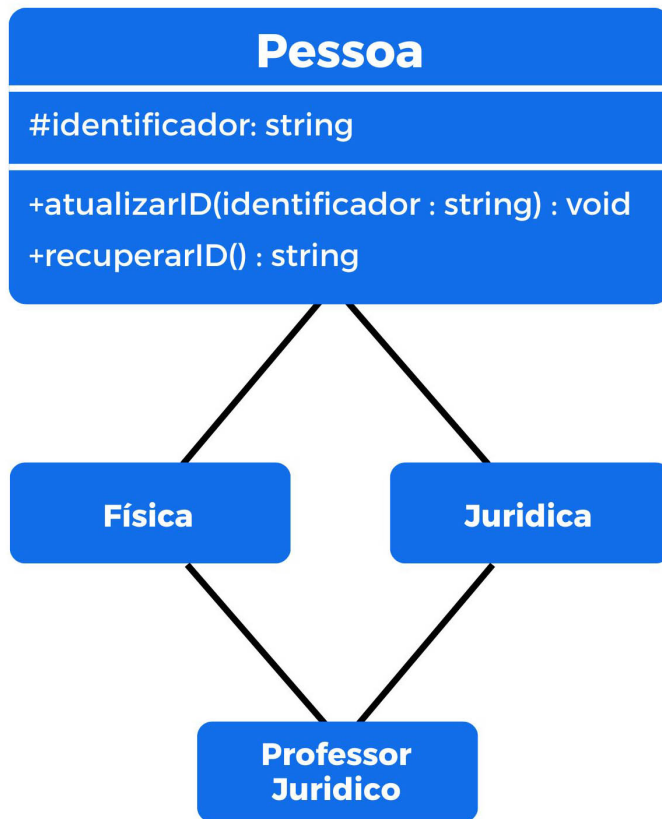 Pessoa
#identificador: string
+atualizarID(identificador : string) : void
+recuperarID() : string
Física
Juridica
Professor
Juridico